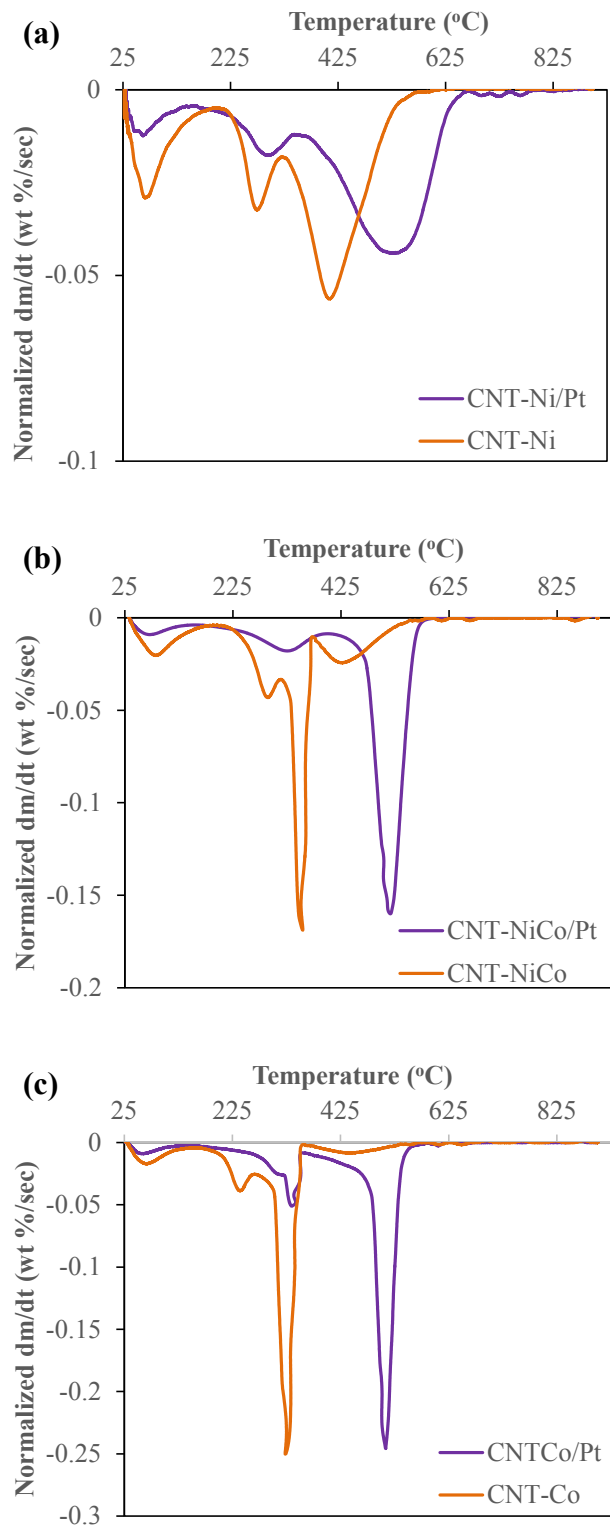 (a)
Temperature (oC)
25 225 425 625 825
0
-0.05
-0.1
Normalized dm/dt (wt %/sec)
CNT-Ni/Pt
CNT-Ni
(b)
Temperature (oC)
25 225 425 625 825
0
-0.05
-0.1
-0.15
-0.2
Normalized dm/dt (wt %/sec)
CNT-NiCo/Pt
CNT-NiCo
(c)
Temperature (oC)
25 225 425 625 825
0
-0.05
-0.1
-0.15
-0.2
-0.25
-0.3
Normalized dm/dt (wt %/sec)
CNTCo/Pt
CNT-Co